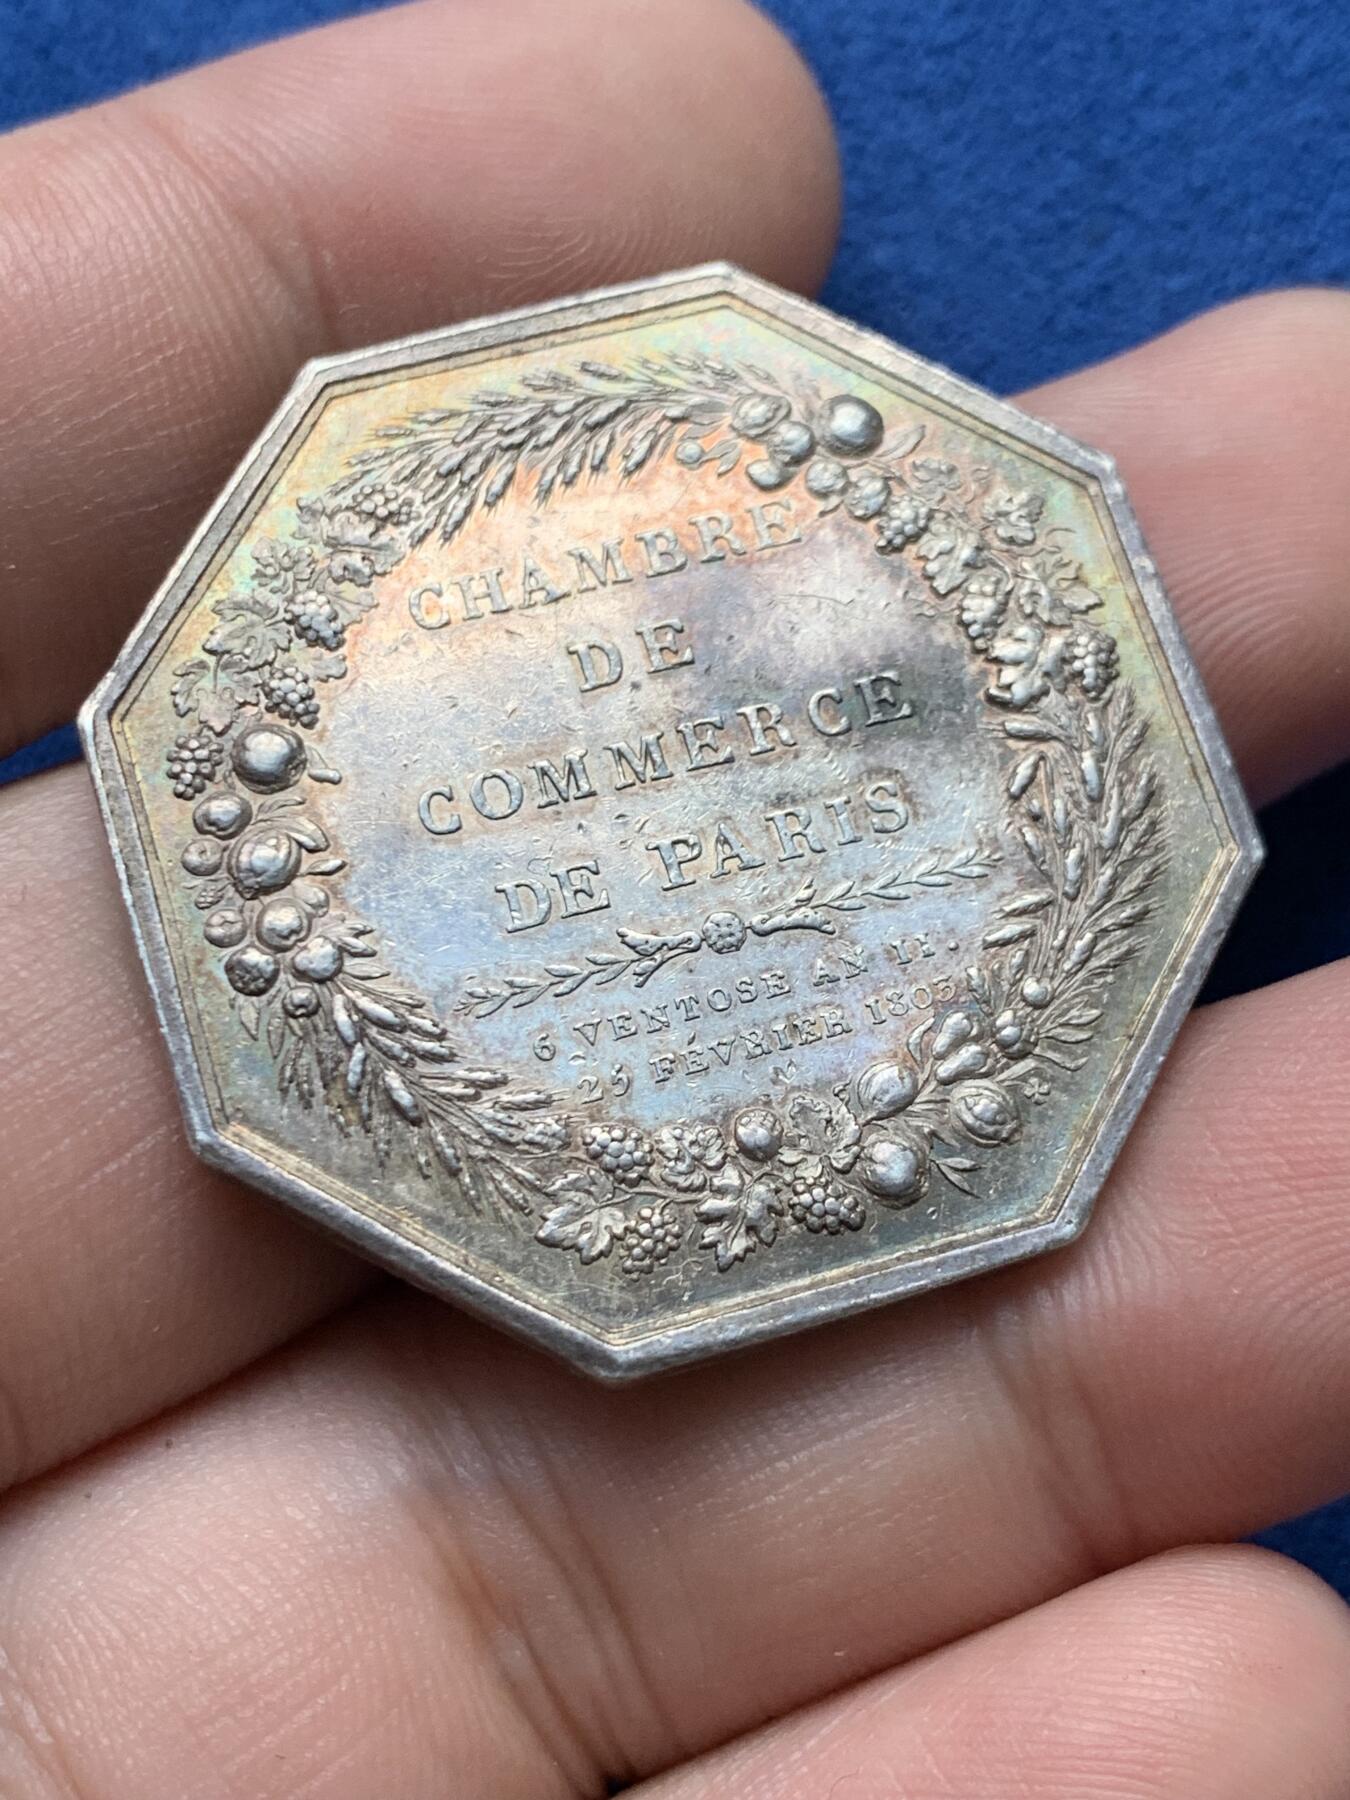 CHAMBRE
DE
COMMERCE
DE PARIS
6 VENTOSE AN 11.
25 FÉVRIER 1803